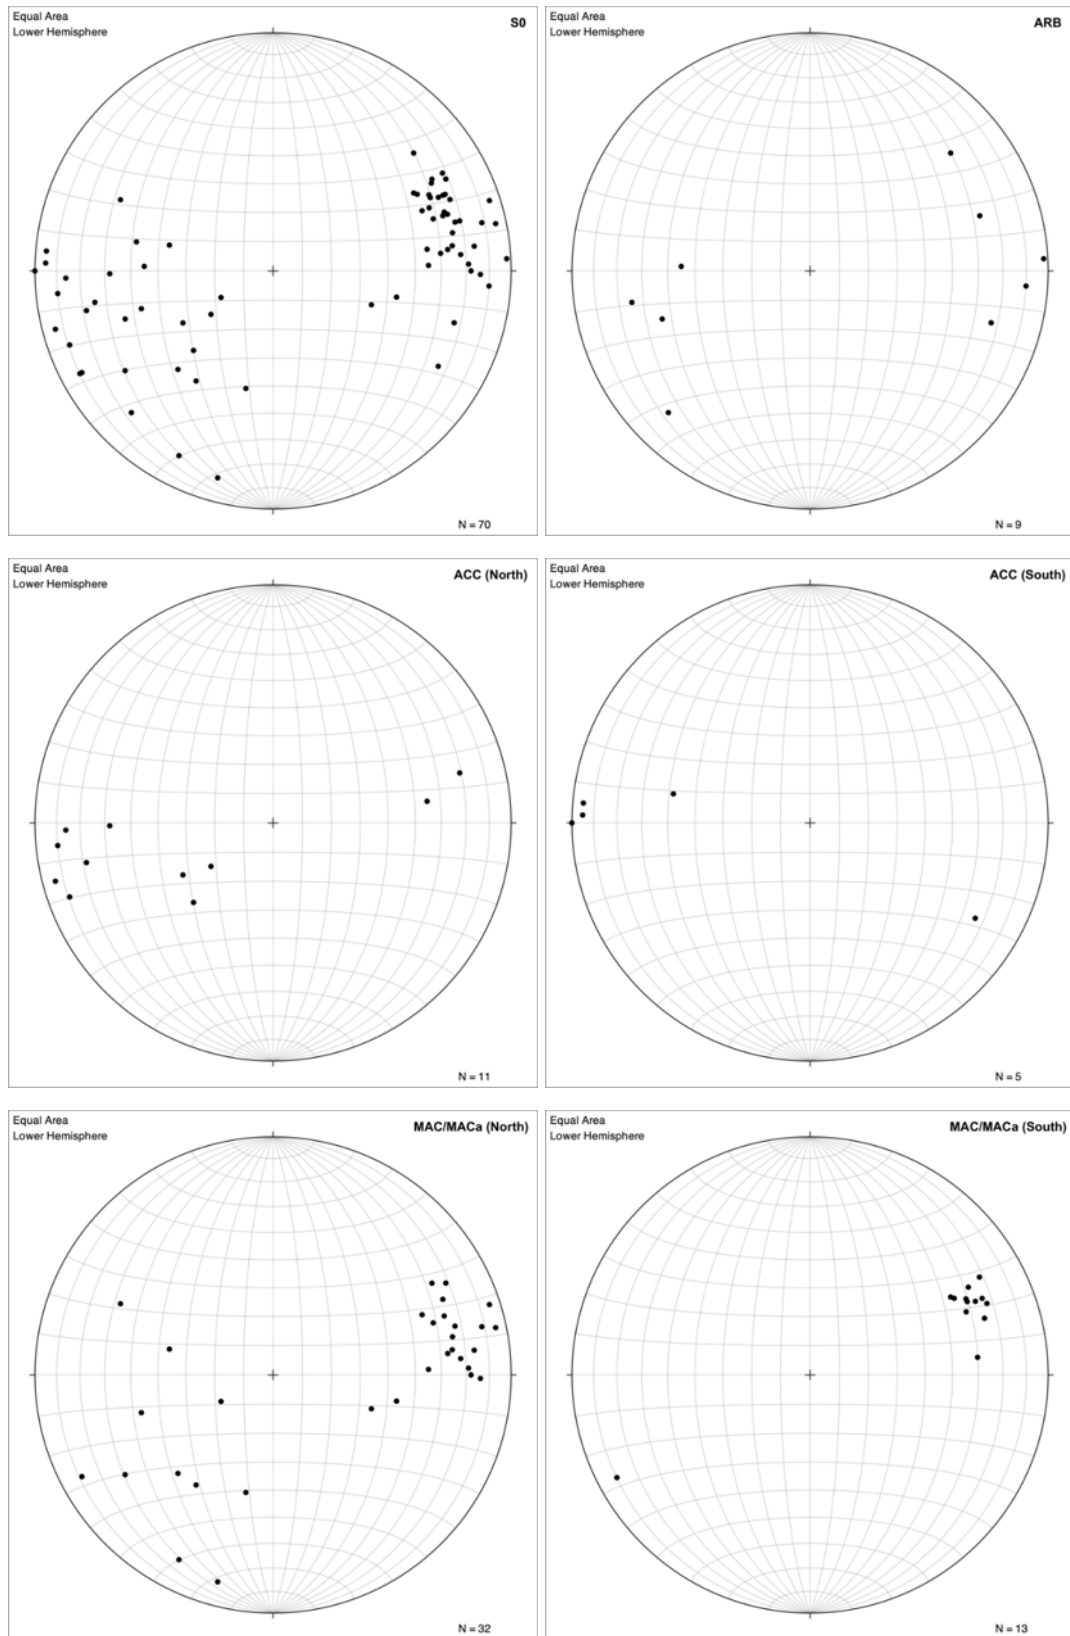 Equal Area
Lower Hemisphere
S0
N = 70
Equal Area
Lower Hemisphere
ARB
N = 9
Equal Area
Lower Hemisphere
ACC (North)
N = 11
Equal Area
Lower Hemisphere
ACC (South)
N = 5
Equal Area
Lower Hemisphere
MAC/MACa (North)
N = 32
Equal Area
Lower Hemisphere
MAC/MACa (South)
N = 13